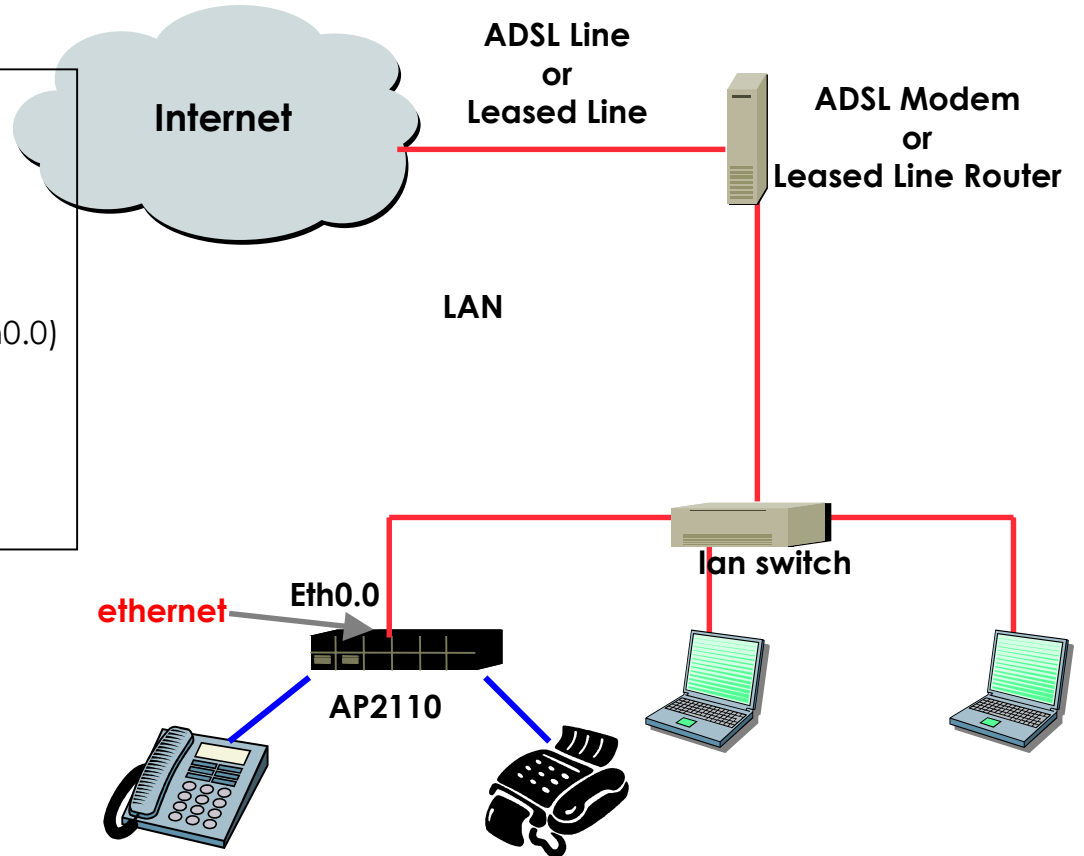 ADSL Line
or
Leased Line
Internet
ADSL Modem
or
Leased Line Router
LAN
0.0)
lan switch
Eth0.0
ethernet
AP2110